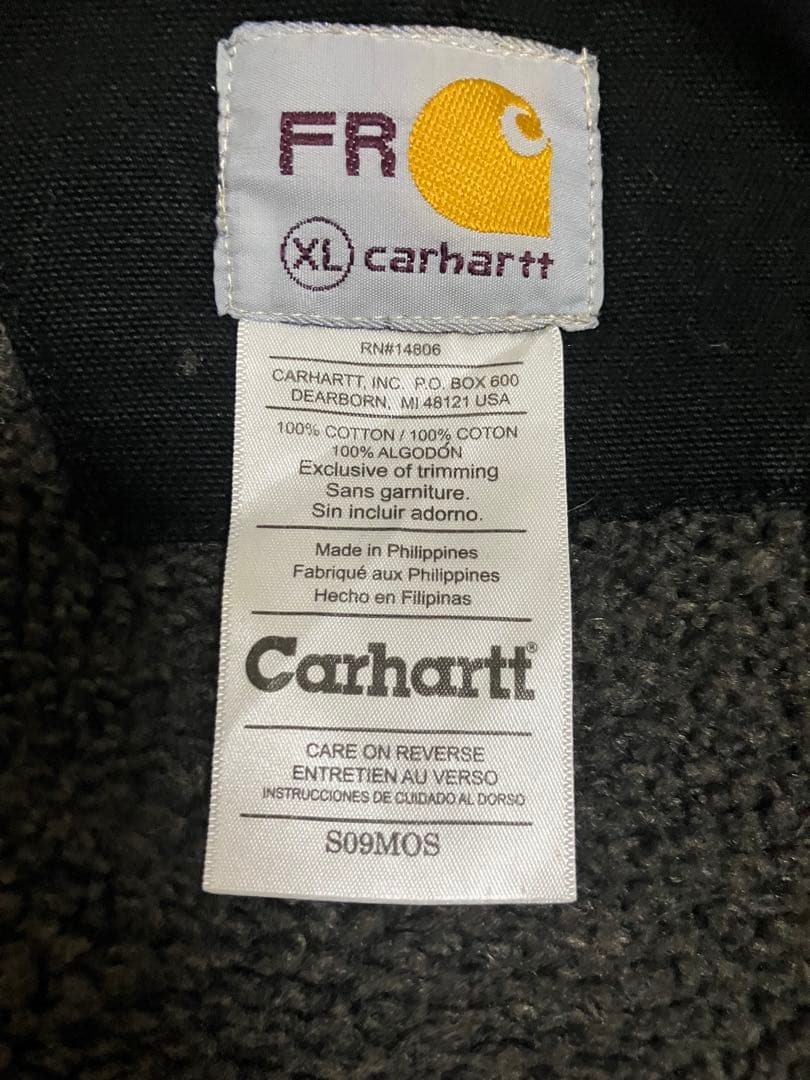 FR
XL carhartt
RN#14806
CARHARTT, INC. P.O. BOX 600
DEARBORN, MI 48121 USA
100% COTTON / 100% COTON
100% ALGODÓN
Exclusive of trimming
Sans garniture.
Sin incluir adorno.
Made in Philippines
Fabriqué aux Philippines
Hecho en Filipinas
Carhartt®
CARE ON REVERSE
ENTRETIEN AU VERSO
INSTRUCCIONES DE CUIDADO AL DORSO
S09MOS